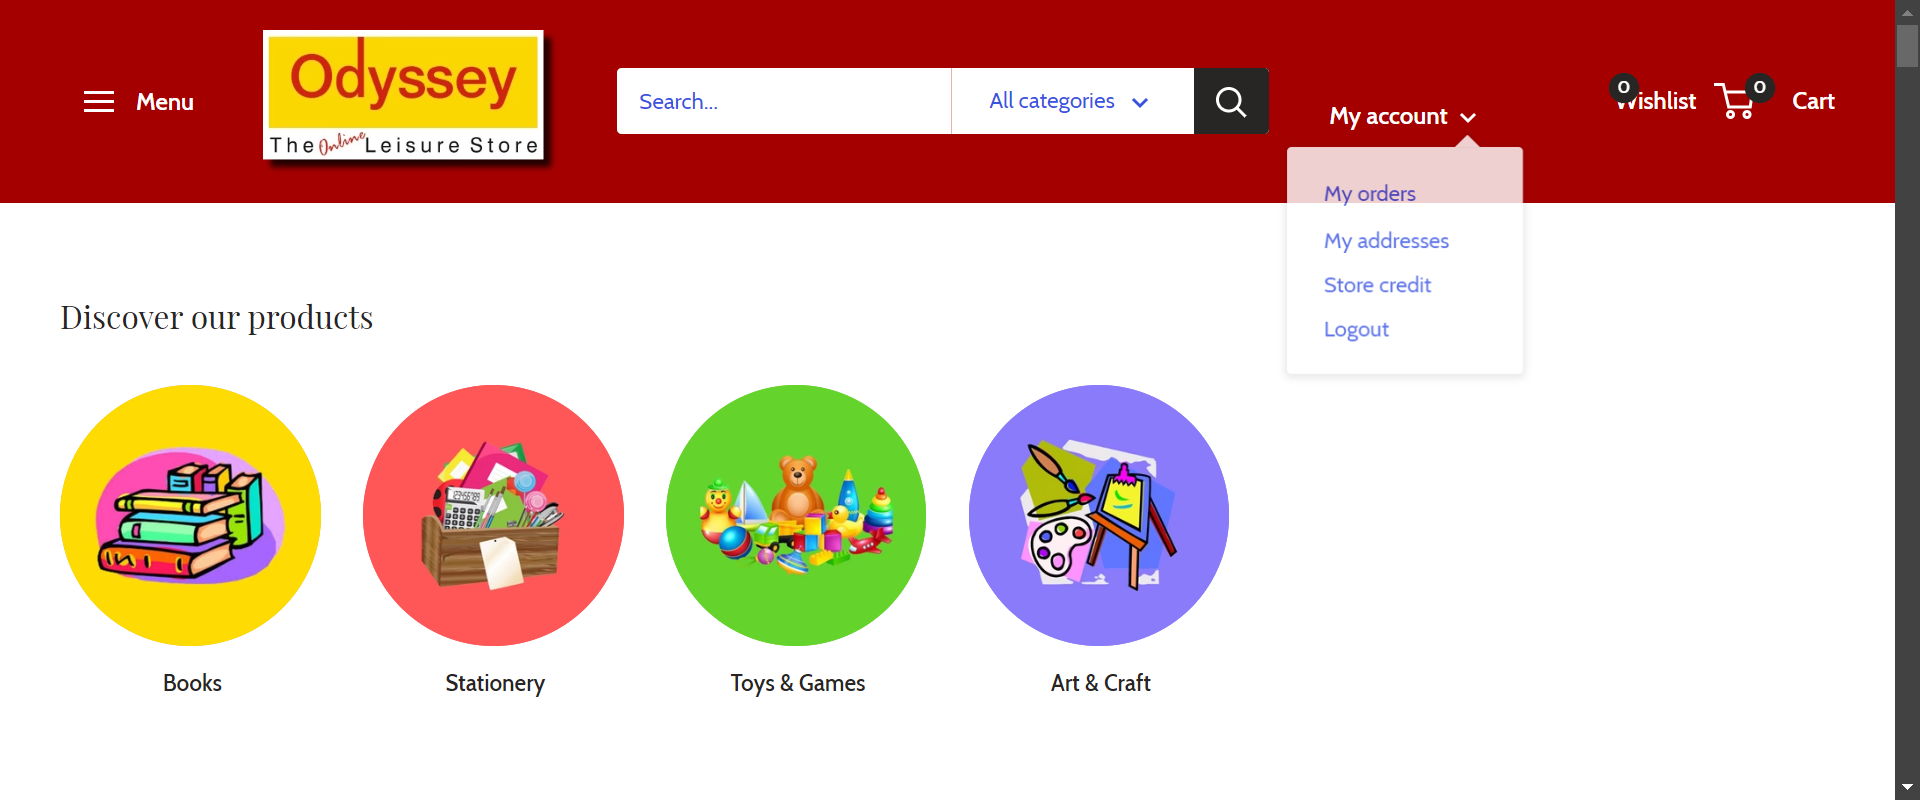 Menu
Odyssey
The Online Leisure Store
Search...
All categories
My account
0
Wishlist
0
Cart
My orders
My addresses
Store credit
Logout
Discover our products
Books
Stationery
Toys & Games
Art & Craft